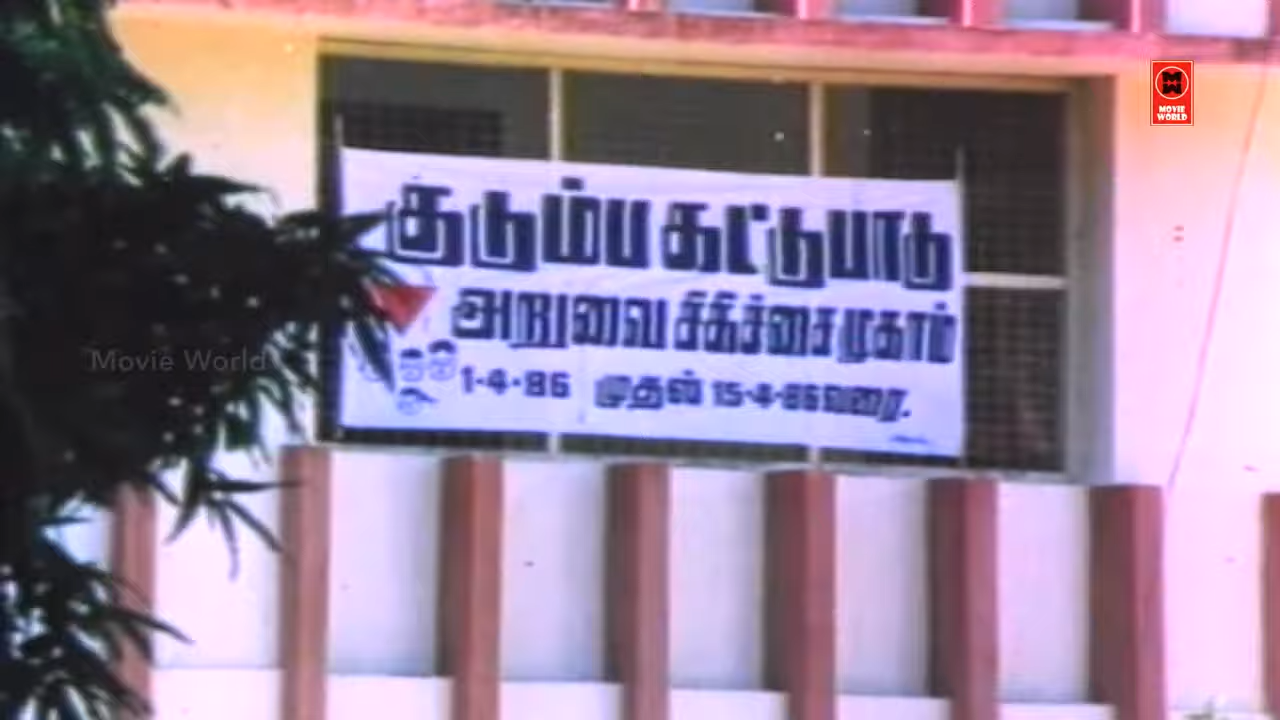 குடும்ப கட்டுபாடு
அறுவை சிகிச்சை முகாம்
1-4-86 முதல் 15-4-86 வரை.
Movie World
MOVIE
WORLD